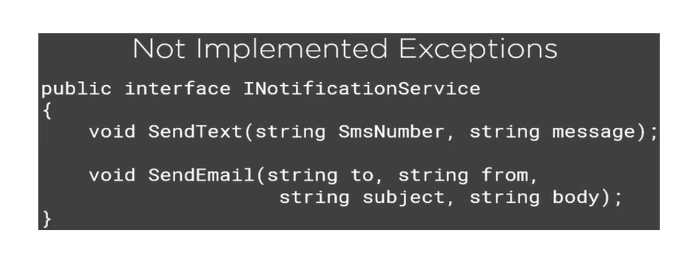 Not Implemented Exceptions
public interface INotificationService
{
    void SendText(string SmsNumber, string message);
    void SendEmail(string to, string from,
                    string subject, string body);
}